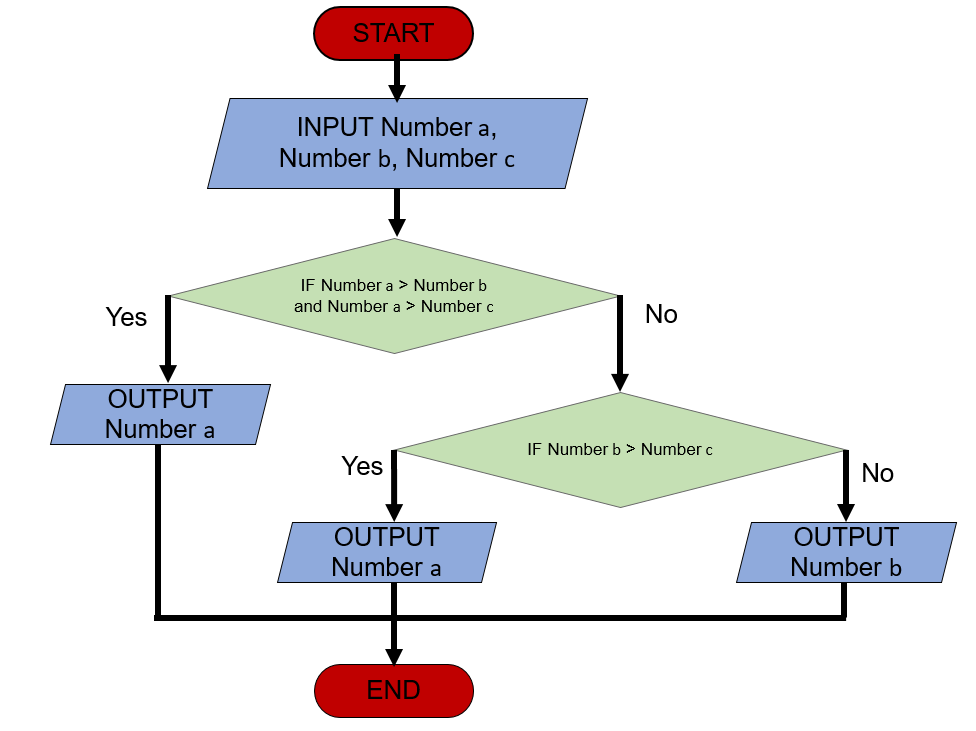 START
INPUT Number a,
Number b, Number c
IF Number a > Number b
and Number a > Number c
Yes
No
OUTPUT
Number a
IF Number b > Number c
Yes
No
OUTPUT
Number a
OUTPUT
Number b
END